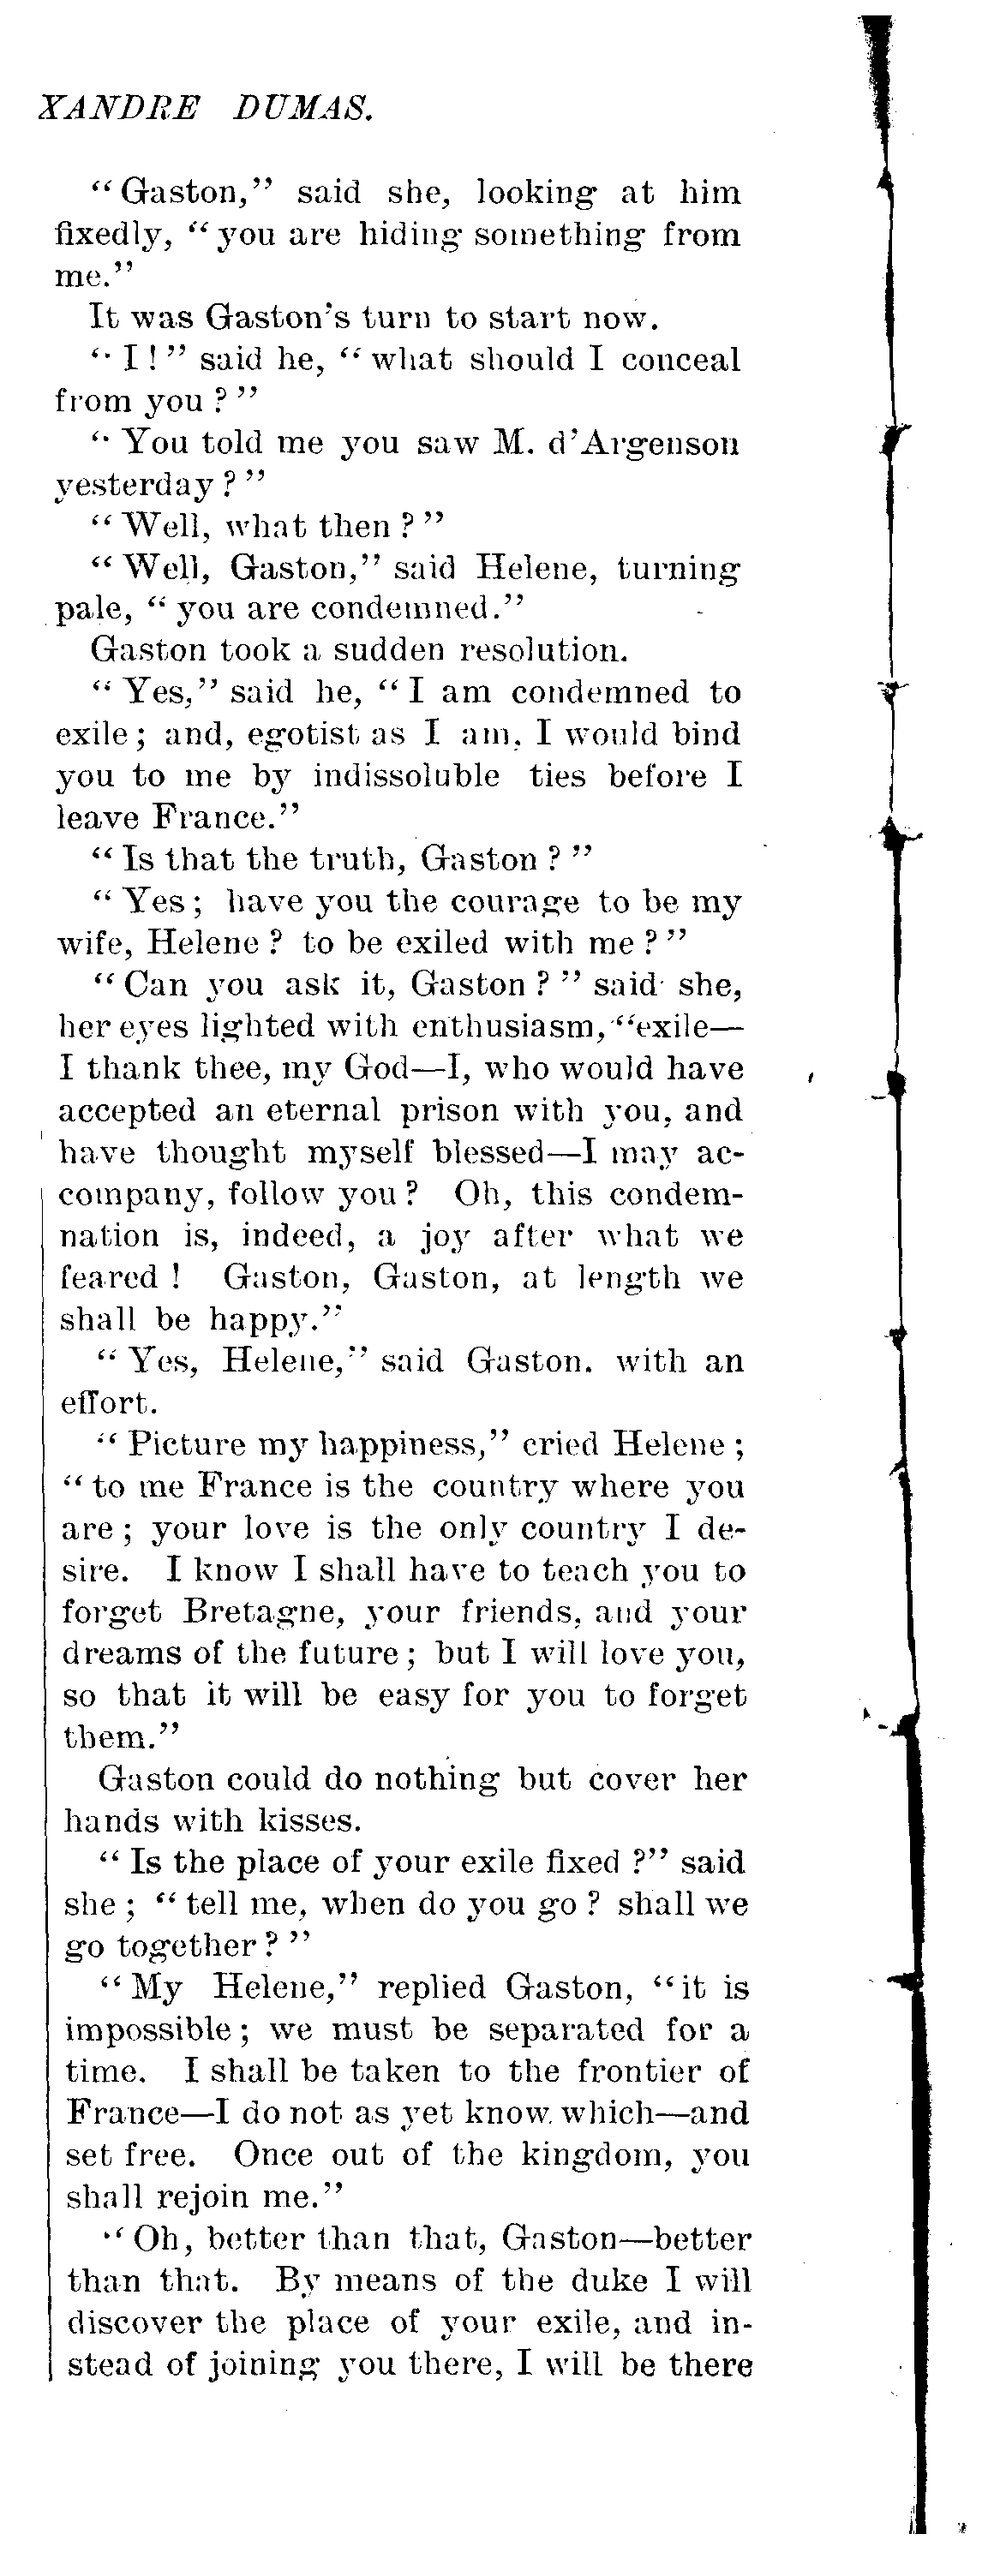 XANDRE DUMAS.
"Gaston," said she, looking at him
fixedly, "you are hiding something from
me."
It was Gaston's turn to start now.
"I!" said he, "what should I conceal
from you?"
"You told me you saw M. d'Argenson
yesterday?"
"Well, what then?"
"Well, Gaston," said Helene, turning
pale, "you are condemned."
Gaston took a sudden resolution.
"Yes," said he, "I am condemned to
exile; and, egotist as I am, I would bind
you to me by indissoluble ties before I
leave France."
"Is that the truth, Gaston?"
"Yes; have you the courage to be my
wife, Helene? to be exiled with me?"
"Can you ask it, Gaston?" said she,
her eyes lighted with enthusiasm, "exile—
I thank thee, my God—I, who would have
accepted an eternal prison with you, and
have thought myself blessed—I may ac-
company, follow you? Oh, this condem-
nation is, indeed, a joy after what we
feared! Gaston, Gaston, at length we
shall be happy."
"Yes, Helene," said Gaston. with an
effort.
"Picture my happiness," cried Helene;
"to me France is the country where you
are; your love is the only country I de-
sire. I know I shall have to teach you to
forget Bretagne, your friends, and your
dreams of the future; but I will love you,
so that it will be easy for you to forget
them."
Gaston could do nothing but cover her
hands with kisses.
"Is the place of your exile fixed?" said
she; "tell me, when do you go? shall we
go together?"
"My Helene," replied Gaston, "it is
impossible; we must be separated for a
time. I shall be taken to the frontier of
France—I do not as yet know which—and
set free. Once out of the kingdom, you
shall rejoin me."
"Oh, better than that, Gaston—better
than that. By means of the duke I will
discover the place of your exile, and in-
stead of joining you there, I will be there